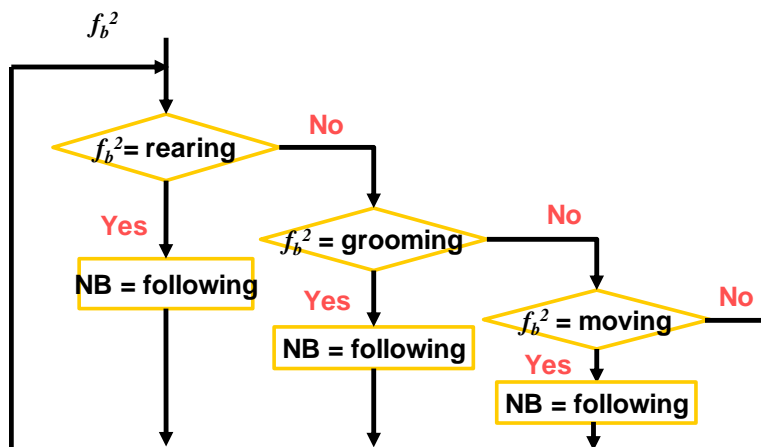 f_b^2
No
f_b^2= rearing
No
Yes
f_b^2 = grooming
NB = following
No
Yes
f_b^2 = moving
NB = following
Yes
NB = following